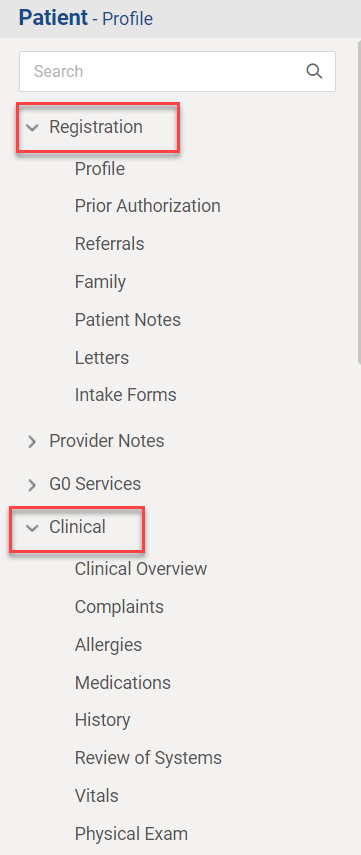 Patient - Profile
Search
Registration
Profile
Prior Authorization
Referrals
Family
Patient Notes
Letters
Intake Forms
Provider Notes
G0 Services
Clinical
Clinical Overview
Complaints
Allergies
Medications
History
Review of Systems
Vitals
Physical Exam